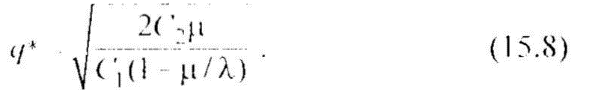 q* = √(2C₂μ / (C₁(1 - μ/λ))) . (15.8)